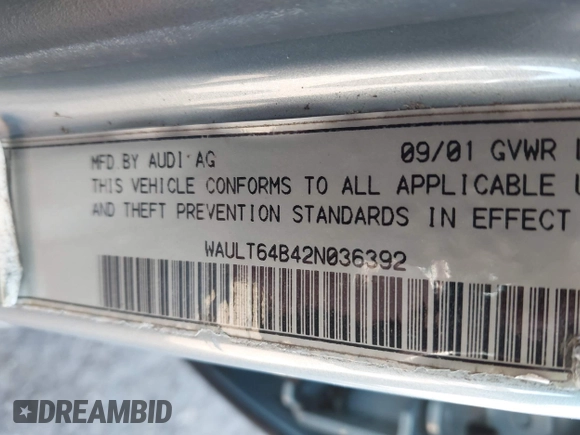 MFD BY AUDI AG 09/01 GVWR
THIS VEHICLE CONFORMS TO ALL APPLICABLE
AND THEFT PREVENTION STANDARDS IN EFFECT
WAULT64B42N036392
DREAMBID